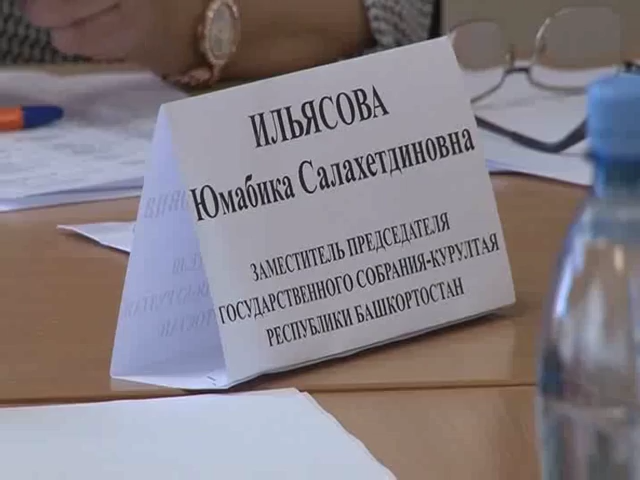 ИЛЬЯСОВА
Юмабика Салахетдиновна
ЗАМЕСТИТЕЛЬ ПРЕДСЕДАТЕЛЯ
ГОСУДАРСТВЕННОГО СОБРАНИЯ-КУРУЛТАЯ
РЕСПУБЛИКИ БАШКОРТОСТАН